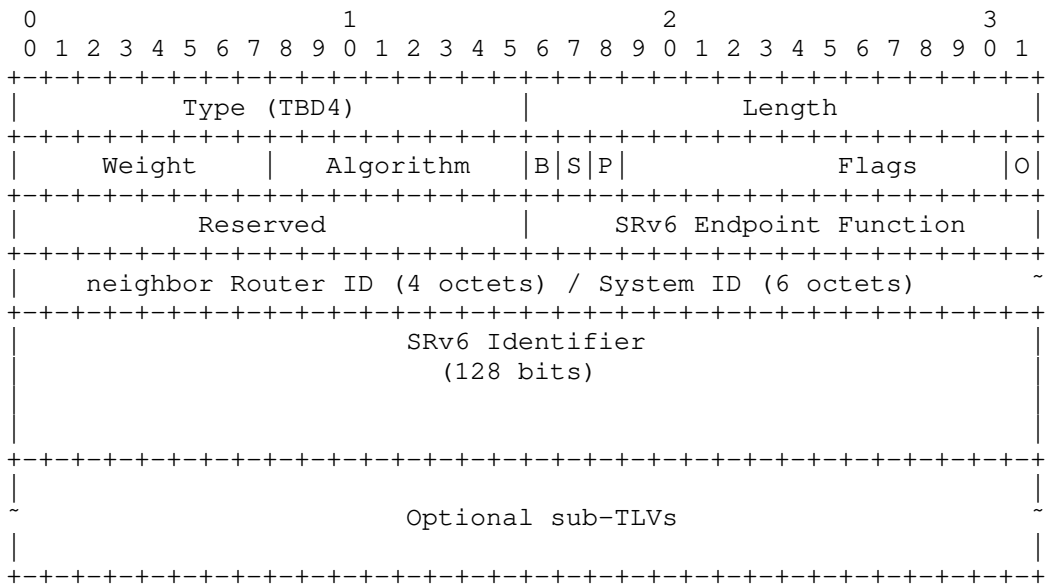 0                   1                   2                   3
0 1 2 3 4 5 6 7 8 9 0 1 2 3 4 5 6 7 8 9 0 1 2 3 4 5 6 7 8 9 0 1
+-+-+-+-+-+-+-+-+-+-+-+-+-+-+-+-+-+-+-+-+-+-+-+-+-+-+-+-+-+-+-+-+
|          Type (TBD4)          |             Length            |
+-+-+-+-+-+-+-+-+-+-+-+-+-+-+-+-+-+-+-+-+-+-+-+-+-+-+-+-+-+-+-+-+
|     Weight    |   Algorithm   |B|S|P|             Flags     |O|
+-+-+-+-+-+-+-+-+-+-+-+-+-+-+-+-+-+-+-+-+-+-+-+-+-+-+-+-+-+-+-+-+
|           Reserved            |     SRv6 Endpoint Function    |
+-+-+-+-+-+-+-+-+-+-+-+-+-+-+-+-+-+-+-+-+-+-+-+-+-+-+-+-+-+-+-+-+
|    neighbor Router ID (4 octets) / System ID (6 octets)       ~
+-+-+-+-+-+-+-+-+-+-+-+-+-+-+-+-+-+-+-+-+-+-+-+-+-+-+-+-+-+-+-+-+
|                        SRv6 Identifier                        |
|                          (128 bits)                           |
|                                                               |
|                                                               |
+-+-+-+-+-+-+-+-+-+-+-+-+-+-+-+-+-+-+-+-+-+-+-+-+-+-+-+-+-+-+-+-+
|                                                               |
~                        Optional sub-TLVs                      ~
|                                                               |
+-+-+-+-+-+-+-+-+-+-+-+-+-+-+-+-+-+-+-+-+-+-+-+-+-+-+-+-+-+-+-+-+